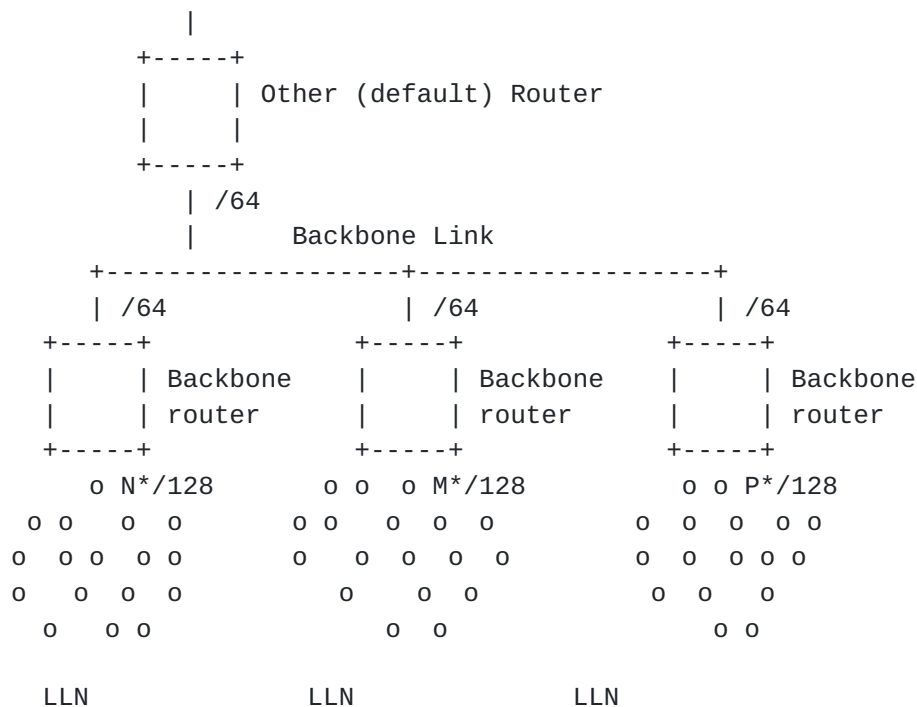 Other (default) Router
/64
Backbone Link
/64 /64 /64
Backbone Backbone Backbone
router router router
o N*/128 o o o M*/128 o o P*/128
o o o o o o o o o o o o o o
o o o o o o o o o o o o o o o
o o o o o o o o o o
o o o o o o o
LLN LLN LLN